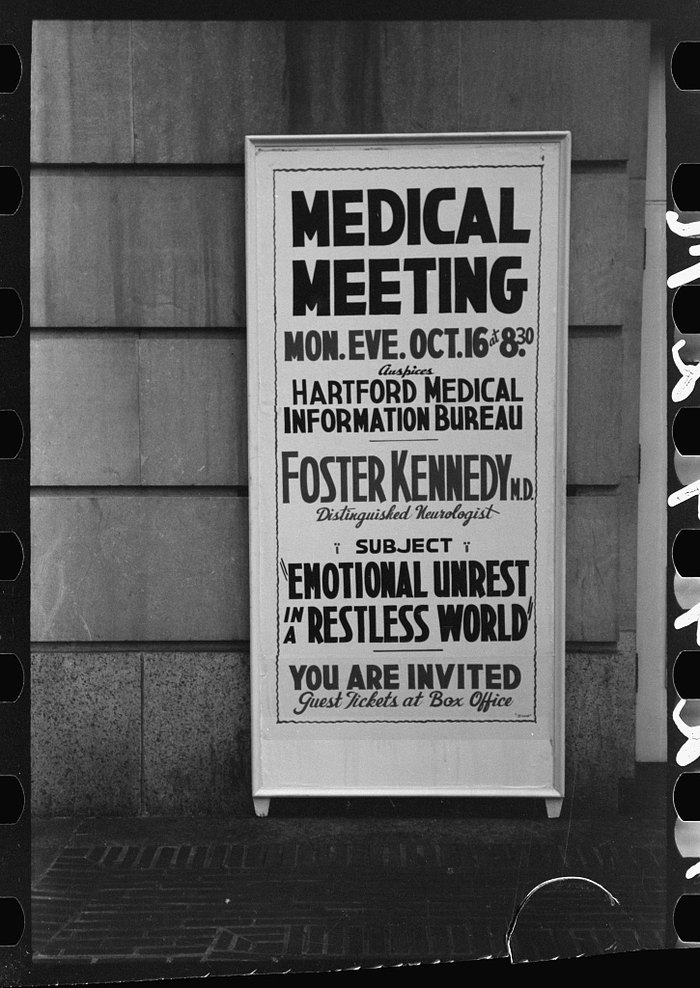 MEDICAL
MEETING
MON. EVE. OCT. 16 at 8:30
Auspices
HARTFORD MEDICAL
INFORMATION BUREAU
FOSTER KENNEDY M.D.
Distinguished Neurologist
SUBJECT
"EMOTIONAL UNREST
IN A RESTLESS WORLD"
YOU ARE INVITED
Guest Tickets at Box Office